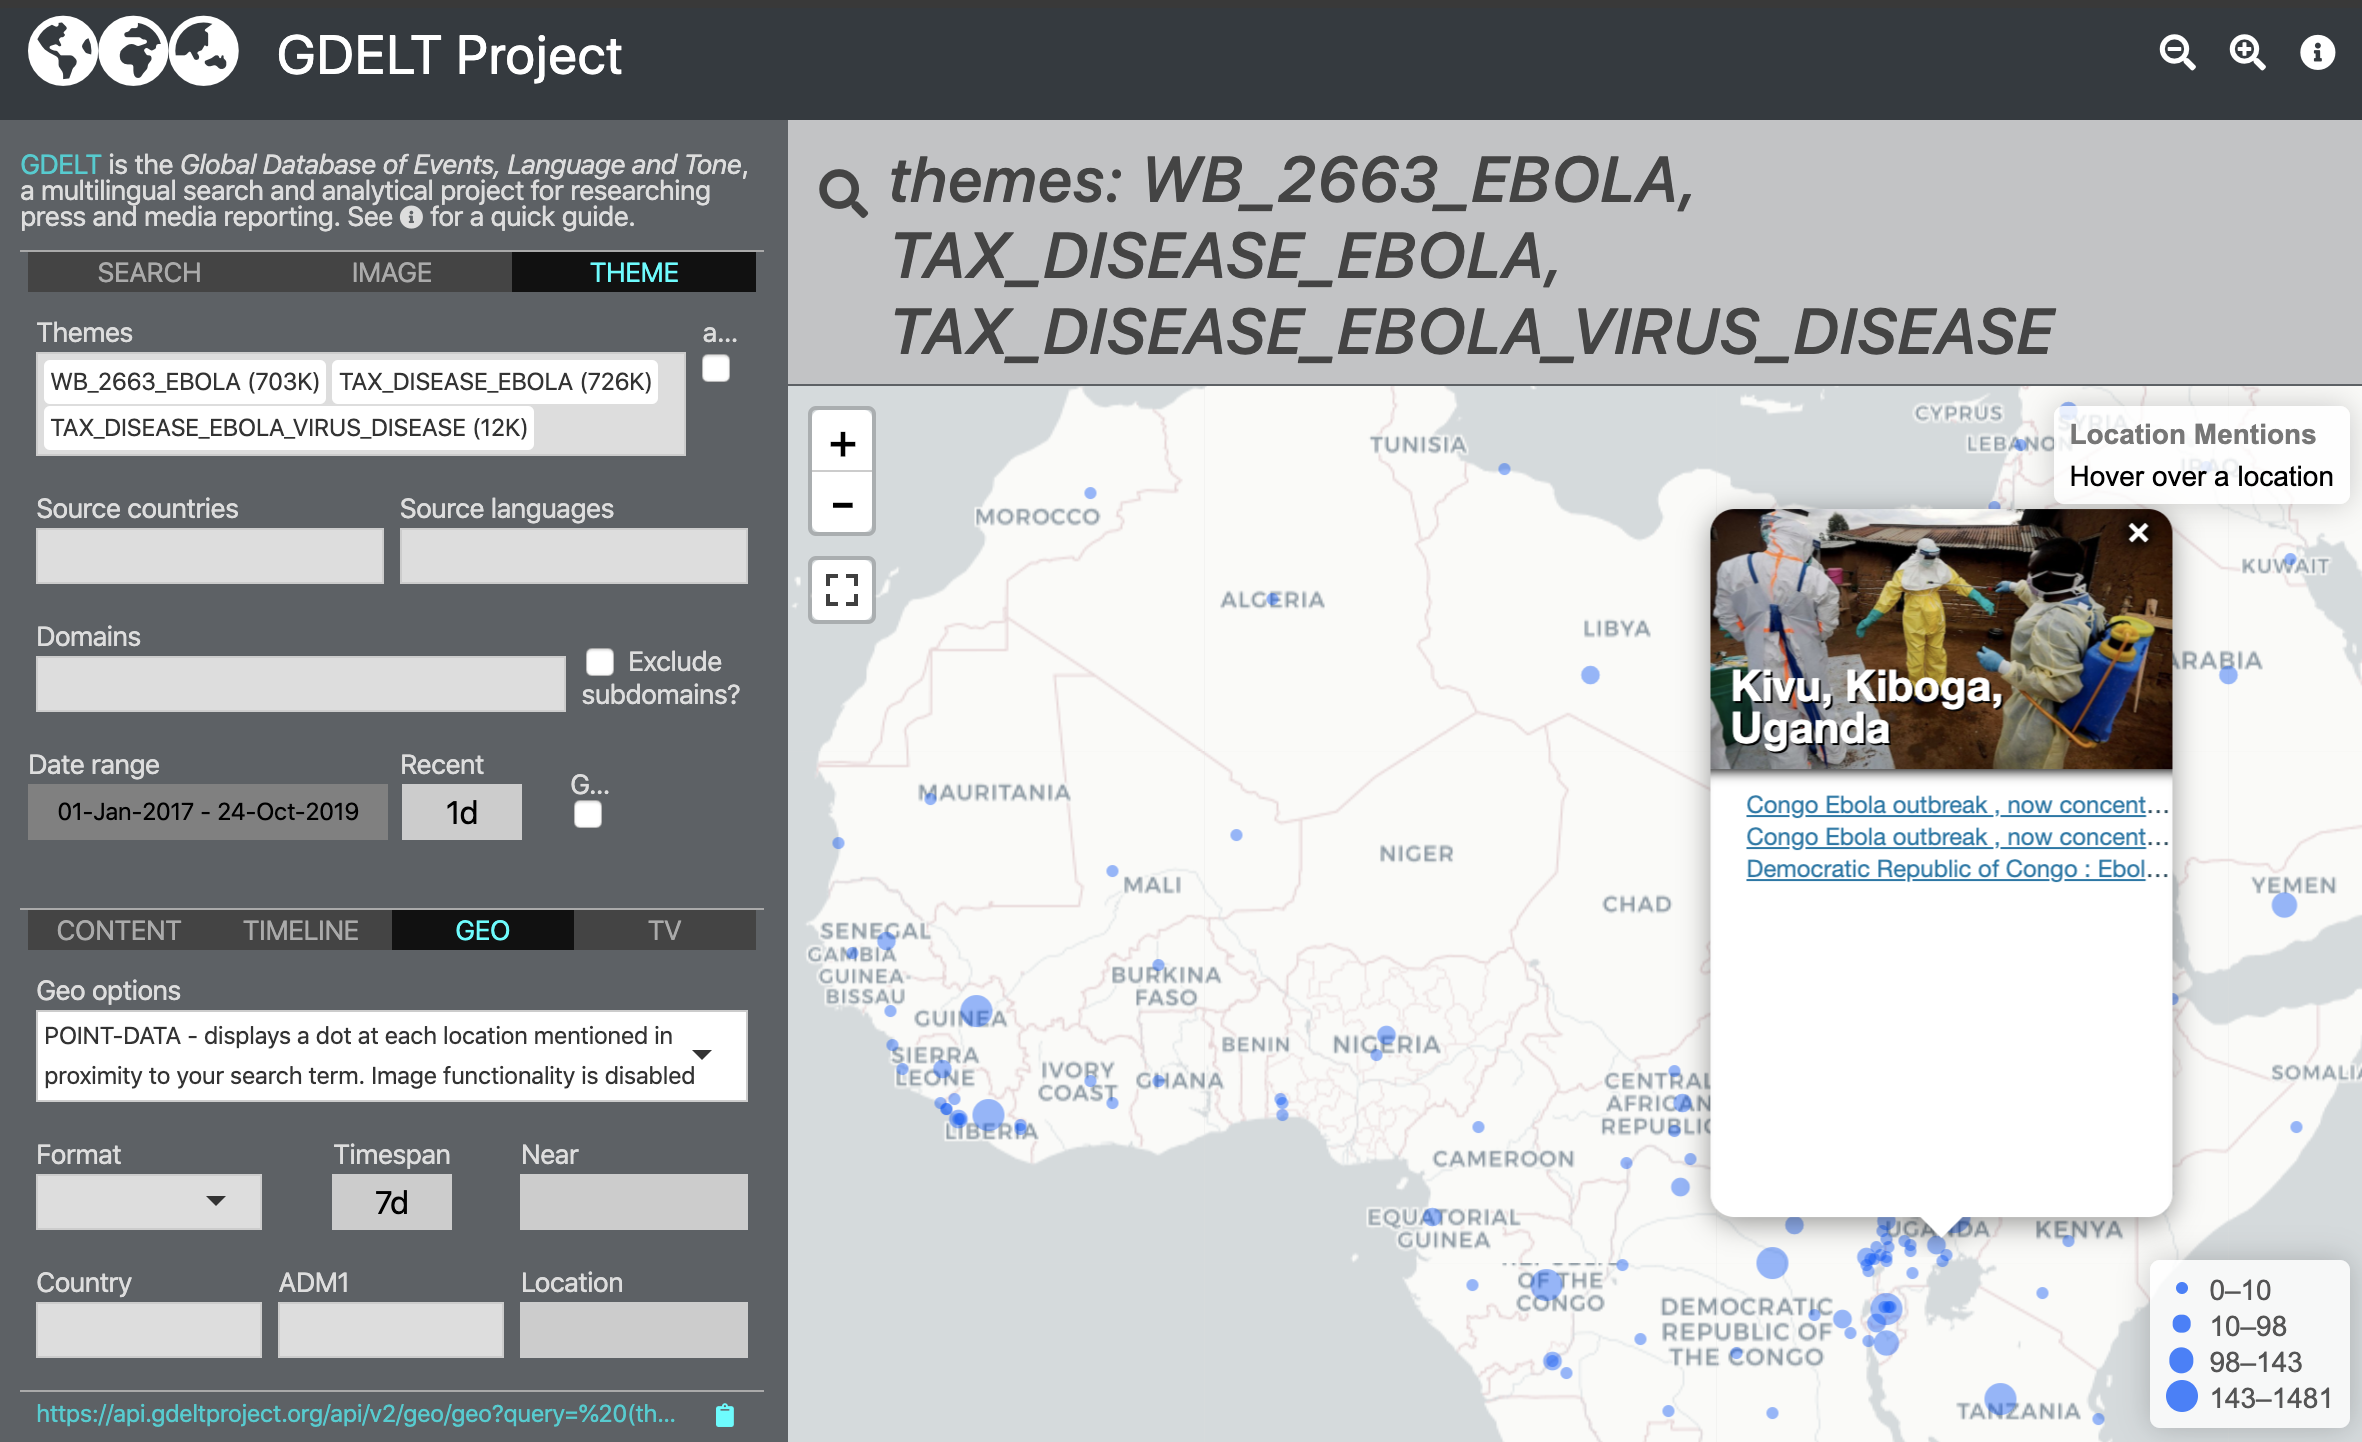 GDELT Project
GDELT is the Global Database of Events, Language and Tone,
a multilingual search and analytical project for researching
press and media reporting. See i for a quick guide.
SEARCH IMAGE THEME
Themes a...
WB_2663_EBOLA (703K) TAX_DISEASE_EBOLA (726K)
TAX_DISEASE_EBOLA_VIRUS_DISEASE (12K)
Source countries Source languages
Domains
Exclude
subdomains?
Date range Recent G...
01-Jan-2017 - 24-Oct-2019 1d
CONTENT TIMELINE GEO TV
Geo options
POINT-DATA - displays a dot at each location mentioned in
proximity to your search term. Image functionality is disabled
Format Timespan Near
7d
Country ADM1 Location
https://api.gdeltproject.org/api/v2/geo/geo?query=%20(th...
themes: WB_2663_EBOLA,
TAX_DISEASE_EBOLA,
TAX_DISEASE_EBOLA_VIRUS_DISEASE
+
−
Location Mentions
Hover over a location
CYPRUS
SYRIA
LEBANON
IRAQ
TUNISIA
MOROCCO
KUWAIT
ALGERIA
LIBYA
ARABIA
Kivu, Kiboga,
Uganda
Congo Ebola outbreak , now concent...
Congo Ebola outbreak , now concent...
Democratic Republic of Congo : Ebol...
MAURITANIA
NIGER
MALI
CHAD
YEMEN
SENEGAL
GAMBIA
GUINEA-
BISSAU
BURKINA
FASO
GUINEA
BENIN
NIGERIA
SIERRA
LEONE
IVORY
COAST
GHANA
CENTRAL
AFRICAN
REPUBLIC
SOMALIA
LIBERIA
CAMEROON
EQUATORIAL
GUINEA
UGANDA
KENYA
OF THE
CONGO
DEMOCRATIC
REPUBLIC OF
THE CONGO
TANZANIA
0–10
10–98
98–143
143–1481